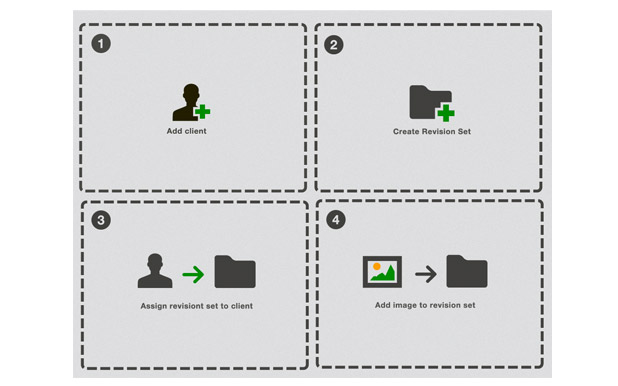 1
Add client
2
Create Revision Set
3
Assign revisiont set to client
4
Add image to revision set